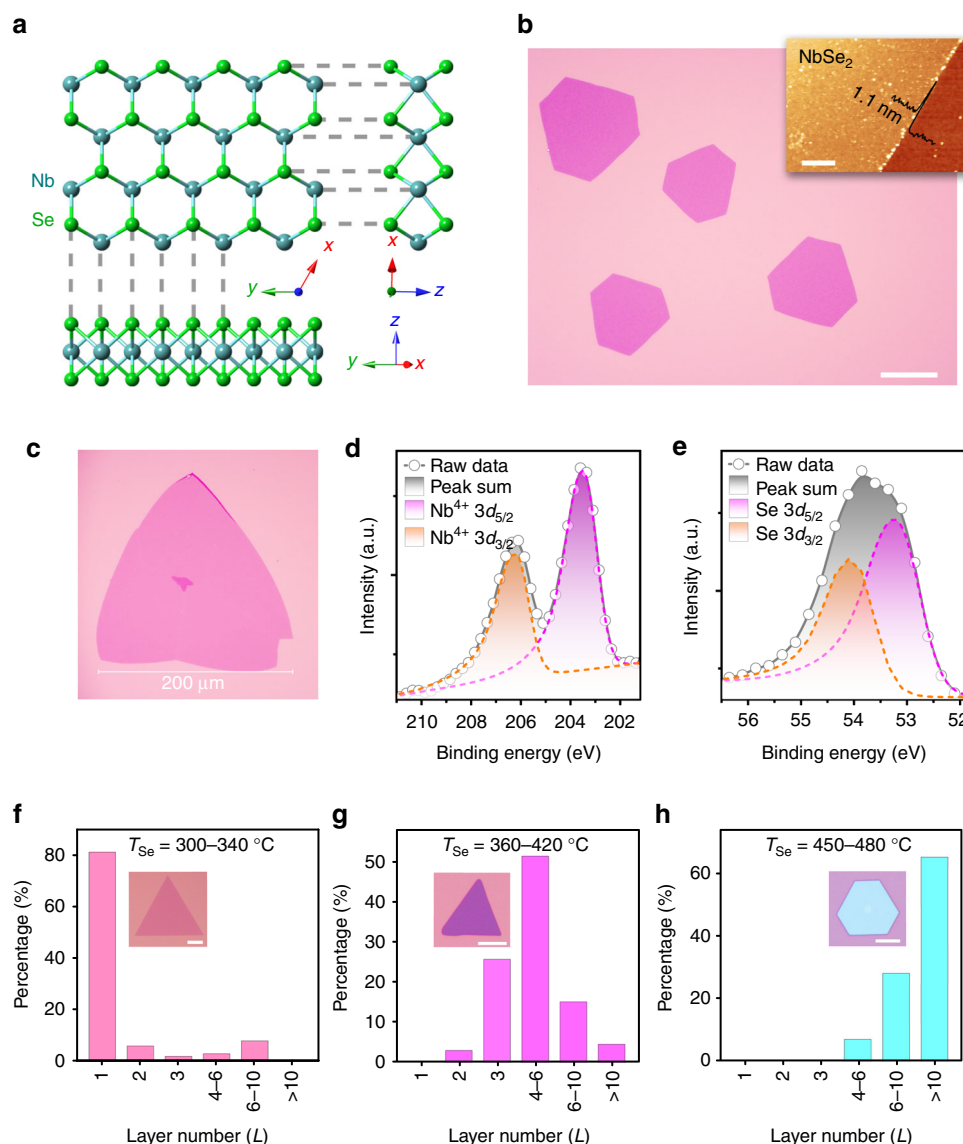 a
Nb
Se
x
y
x
z
z
y
x
b
NbSe₂
1.1 nm
c
200 μm
d
Raw data
Peak sum
Nb⁴⁺ 3d₅/₂
Nb⁴⁺ 3d₃/₂
Intensity (a.u.)
210 208 206 204 202
Binding energy (eV)
e
Raw data
Peak sum
Se 3d₅/₂
Se 3d₃/₂
Intensity (a.u.)
56 55 54 53 52
Binding energy (eV)
f
T_Se = 300–340 °C
Percentage (%)
80
60
40
20
0
1 2 3 4–6 6–10 >10
Layer number (L)
g
T_Se = 360–420 °C
Percentage (%)
50
40
30
20
10
0
1 2 3 4–6 6–10 >10
Layer number (L)
h
T_Se = 450–480 °C
Percentage (%)
60
40
20
0
1 2 3 4–6 6–10 >10
Layer number (L)